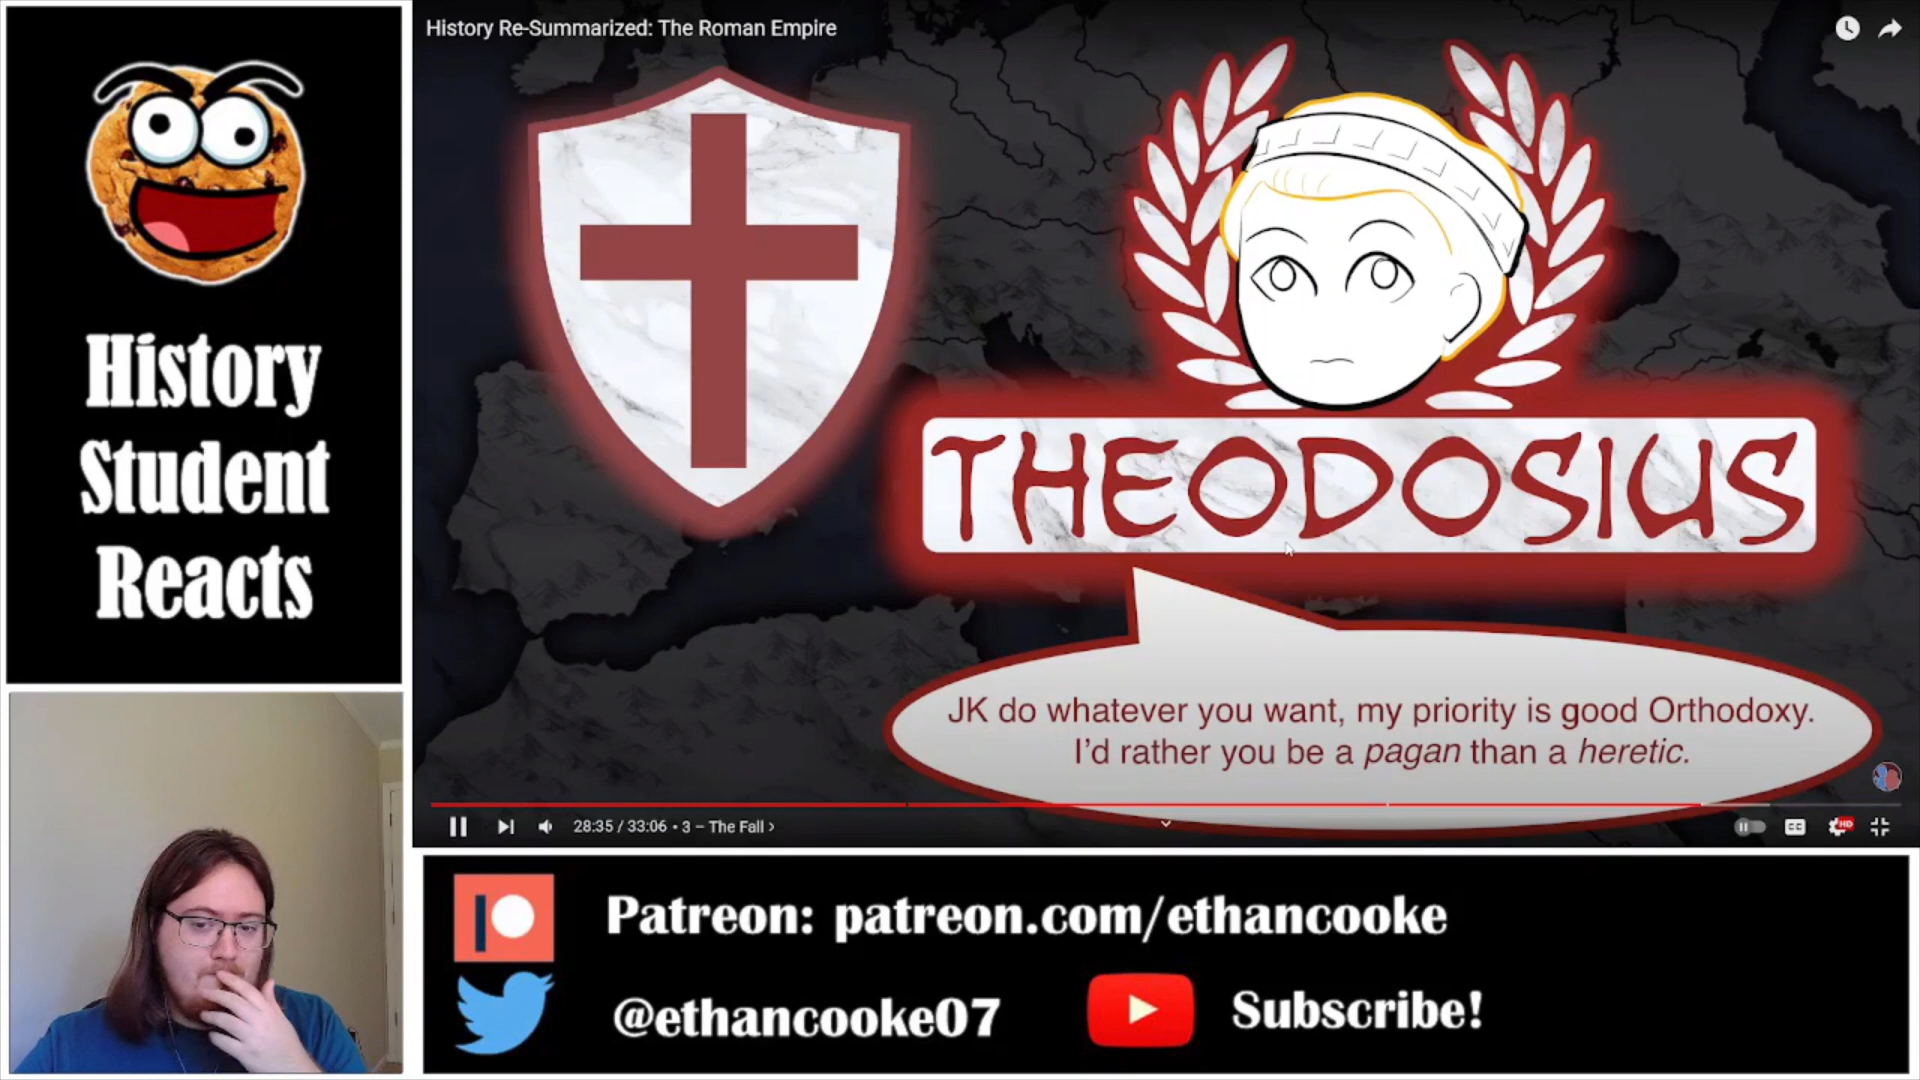 History Re-Summarized: The Roman Empire
History
Student
Reacts
THEODOSIUS
JK do whatever you want, my priority is good Orthodoxy.
I'd rather you be a pagan than a heretic.
28:35 / 33:06 • 3 – The Fall >
CC
HD
Patreon: patreon.com/ethancooke
@ethancooke07
Subscribe!